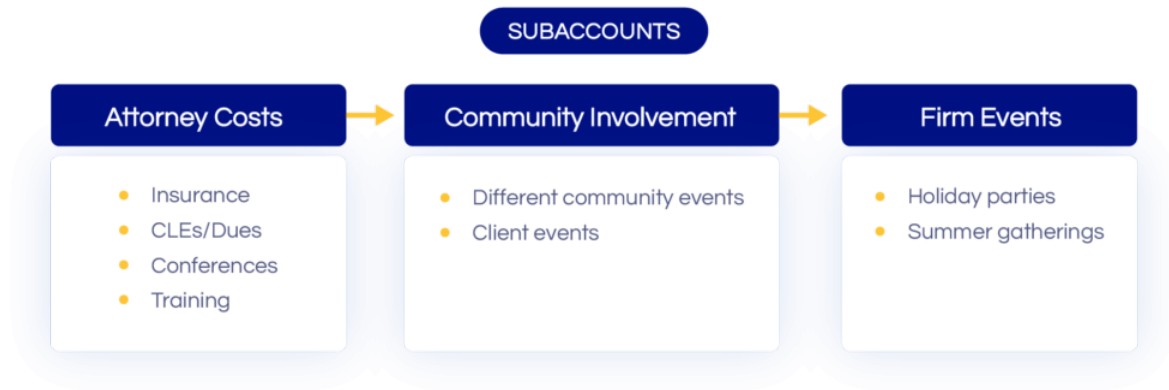 SUBACCOUNTS
Attorney Costs
Insurance
CLEs/Dues
Conferences
Training
Community Involvement
Different community events
Client events
Firm Events
Holiday parties
Summer gatherings